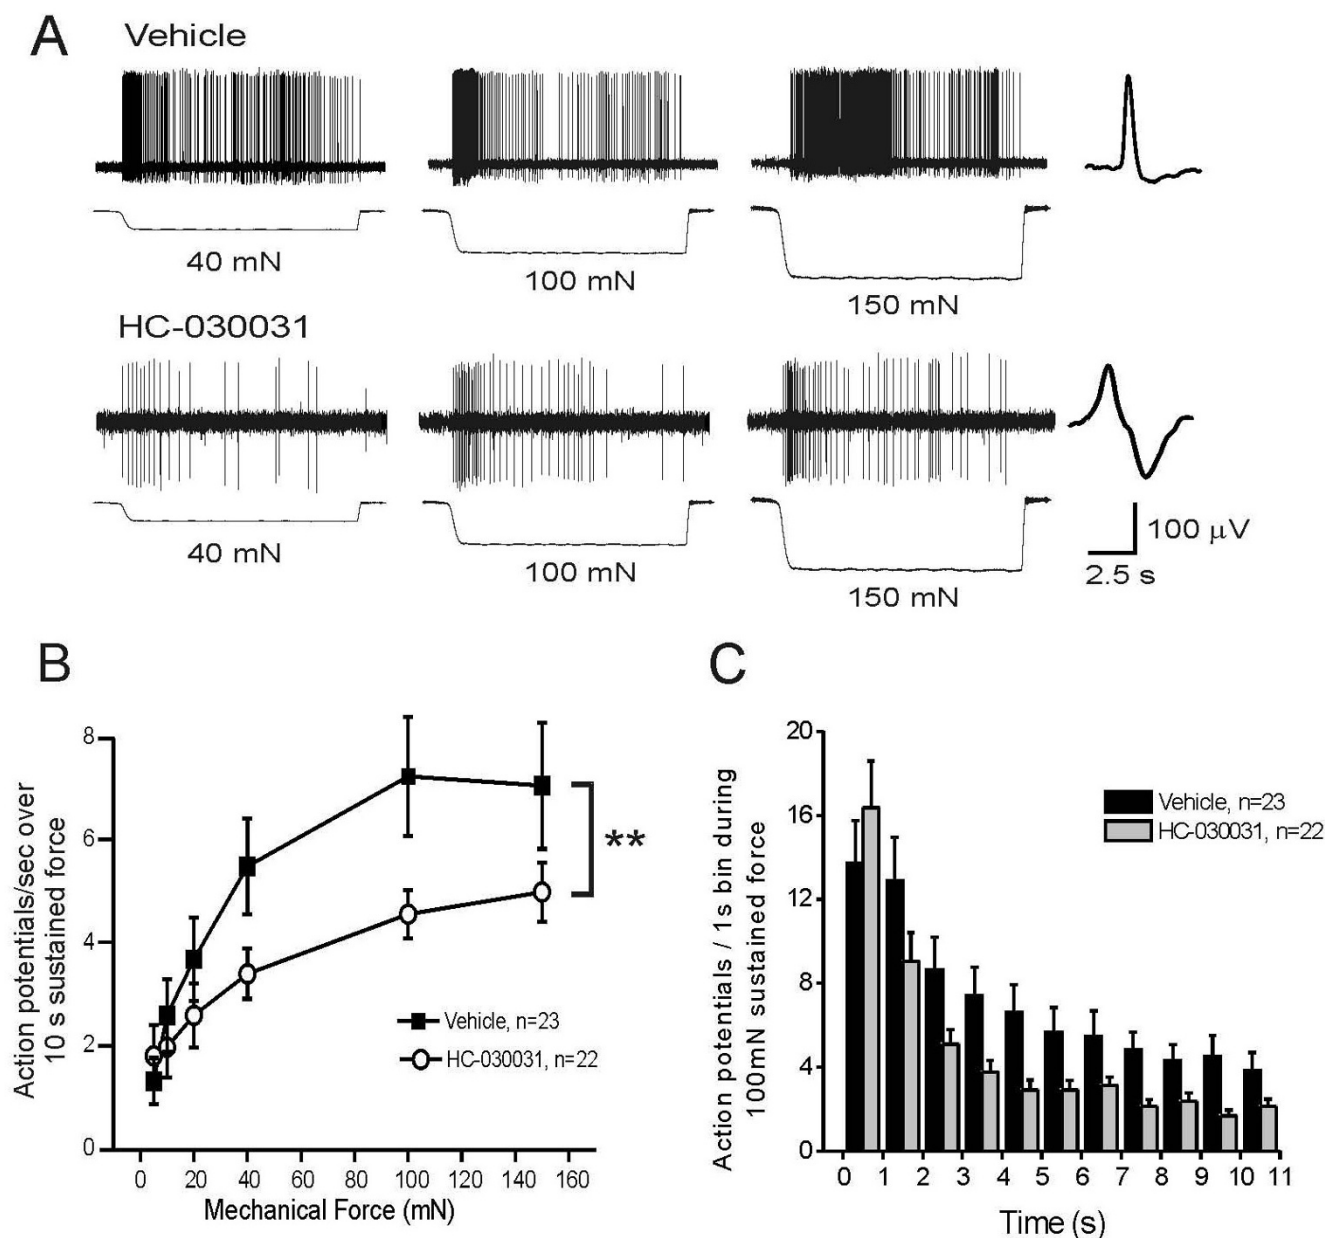 A
Vehicle
40 mN
100 mN
150 mN
HC-030031
40 mN
100 mN
150 mN
100 μV
2.5 s
B
Action potentials/sec over
10 s sustained force
8
6
4
2
0
**
Vehicle, n=23
HC-030031, n=22
0 20 40 60 80 100 120 140 160
Mechanical Force (mN)
C
Action potentials / 1s bin during
100mN sustained force
20
16
12
8
4
0
Vehicle, n=23
HC-030031, n=22
0 1 2 3 4 5 6 7 8 9 10 11
Time (s)